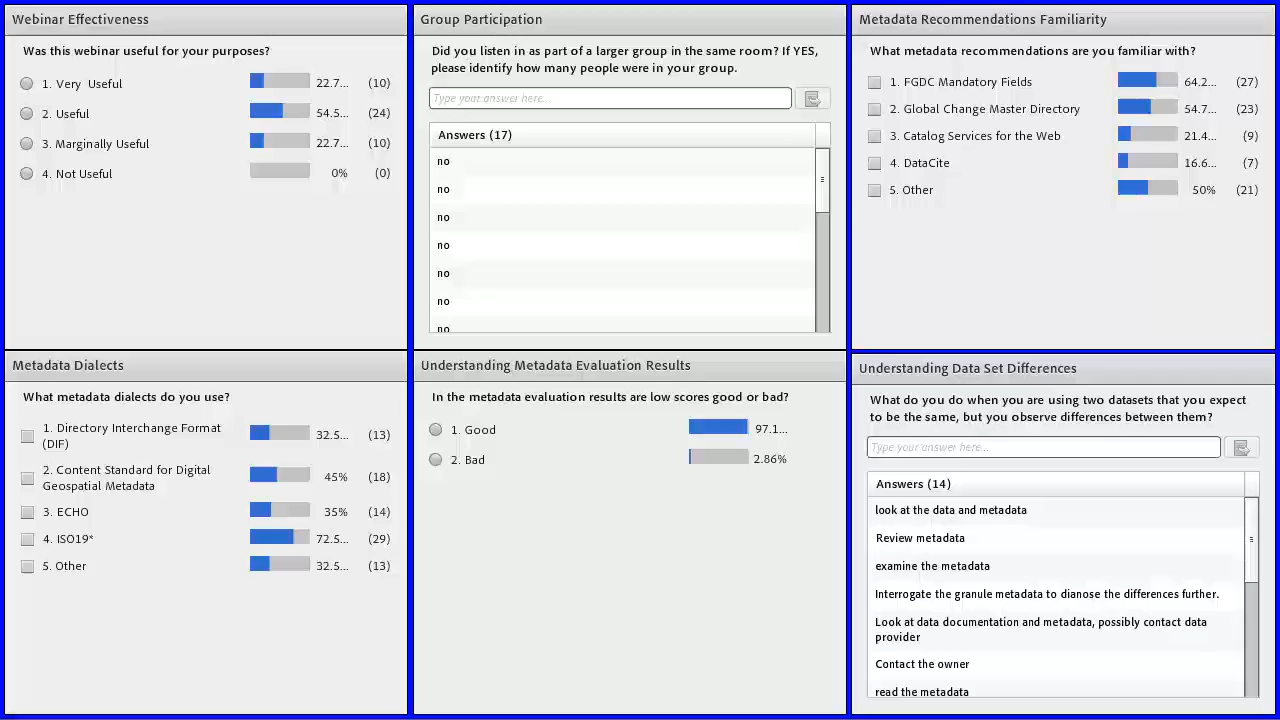 Webinar Effectiveness
Was this webinar useful for your purposes?
1. Very Useful 22.7... (10)
2. Useful 54.5... (24)
3. Marginally Useful 22.7... (10)
4. Not Useful 0% (0)
Group Participation
Did you listen in as part of a larger group in the same room? If YES,
please identify how many people were in your group.
Type your answer here...
Answers (17)
no
no
no
no
no
no
no
Metadata Recommendations Familiarity
What metadata recommendations are you familiar with?
1. FGDC Mandatory Fields 64.2... (27)
2. Global Change Master Directory 54.7... (23)
3. Catalog Services for the Web 21.4... (9)
4. DataCite 16.6... (7)
5. Other 50% (21)
Metadata Dialects
What metadata dialects do you use?
1. Directory Interchange Format
(DIF) 32.5... (13)
2. Content Standard for Digital
Geospatial Metadata 45% (18)
3. ECHO 35% (14)
4. ISO19* 72.5... (29)
5. Other 32.5... (13)
Understanding Metadata Evaluation Results
In the metadata evaluation results are low scores good or bad?
1. Good 97.1...
2. Bad 2.86%
Understanding Data Set Differences
What do you do when you are using two datasets that you expect
to be the same, but you observe differences between them?
Type your answer here...
Answers (14)
look at the data and metadata
Review metadata
examine the metadata
Interrogate the granule metadata to dianose the differences further.
Look at data documentation and metadata, possibly contact data
provider
Contact the owner
read the metadata